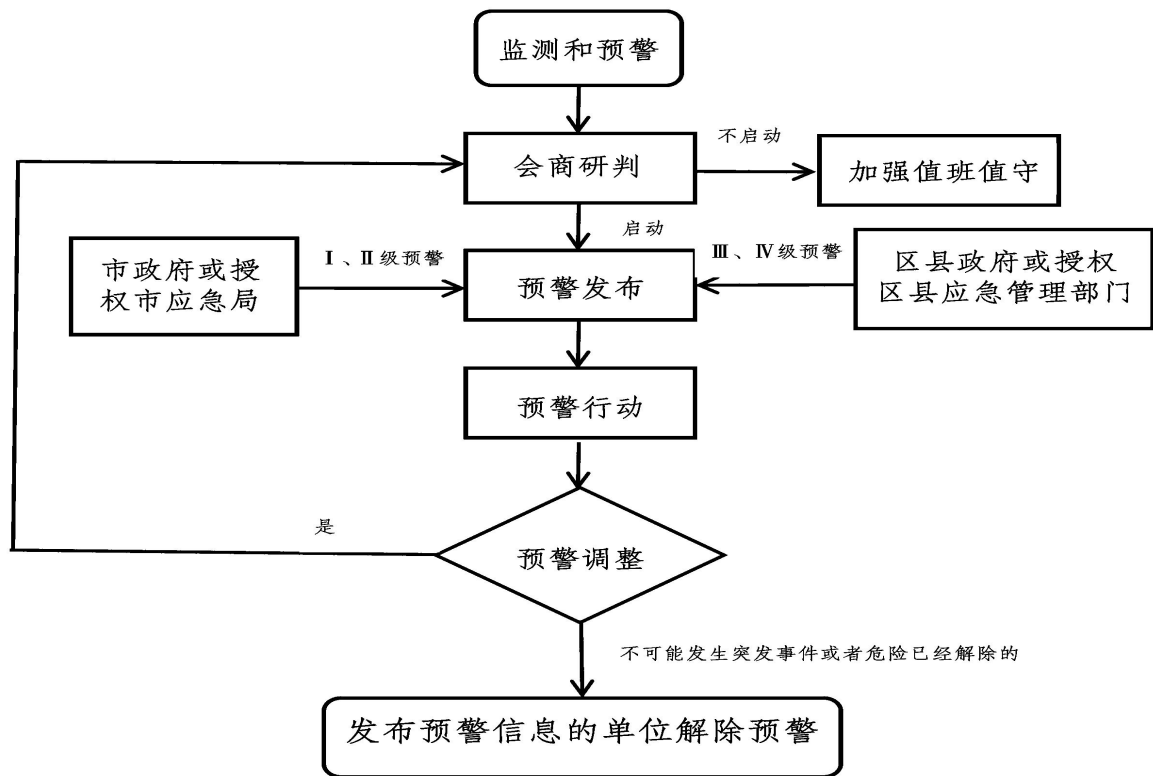 监测和预警
不启动
会商研判
加强值班值守
启动
市政府或授
权市应急局
Ⅰ、Ⅱ级预警
预警发布
Ⅲ、Ⅳ级预警
区县政府或授权
区县应急管理部门
预警行动
是
预警调整
不可能发生突发事件或者危险已经解除的
发布预警信息的单位解除预警